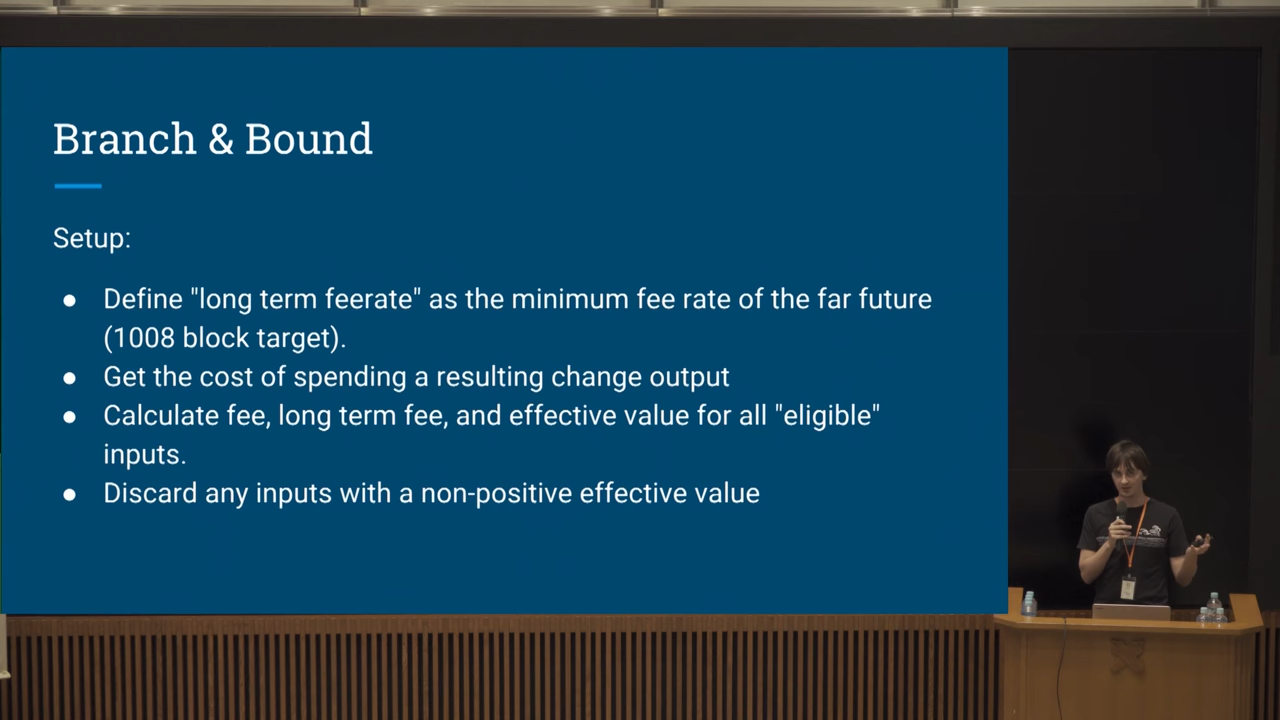 Branch & Bound
Setup:
● Define "long term feerate" as the minimum fee rate of the far future
(1008 block target).
● Get the cost of spending a resulting change output
● Calculate fee, long term fee, and effective value for all "eligible"
inputs.
● Discard any inputs with a non-positive effective value